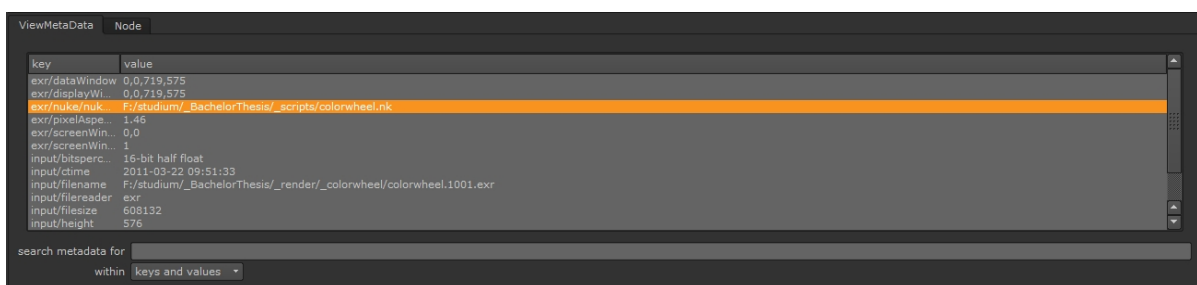 ViewMetaData Node
key value
exr/dataWindow 0,0,719,575
exr/displayWi... 0,0,719,575
exr/nuke/nuk... F:/studium/_BachelorThesis/_scripts/colorwheel.nk
exr/pixelAspe... 1.46
exr/screenWin... 0,0
exr/screenWin... 1
input/bitsperc... 16-bit half float
input/ctime 2011-03-22 09:51:33
input/filename F:/studium/_BachelorThesis/_render/_colorwheel/colorwheel.1001.exr
input/filereader exr
input/filesize 608132
input/height 576
search metadata for
within keys and values